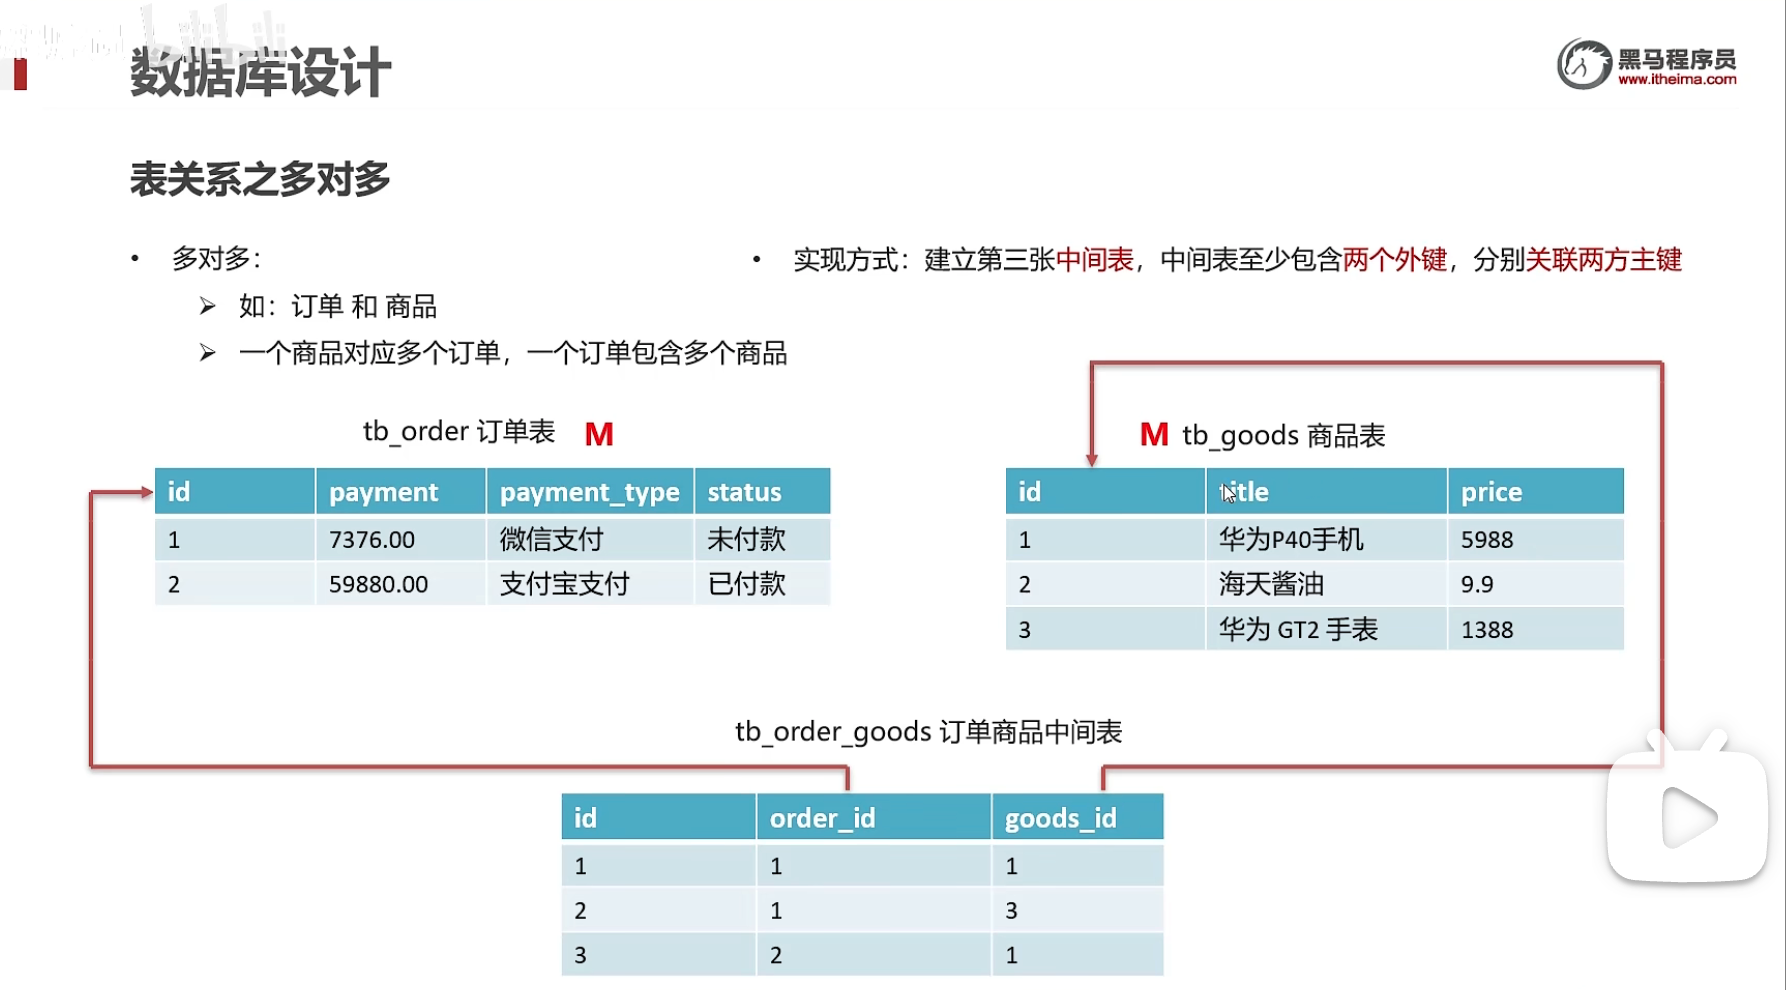 数据库设计
黑马程序员
www.itheima.com
表关系之多对多
• 多对多：
➢ 如：订单 和 商品
➢ 一个商品对应多个订单，一个订单包含多个商品
• 实现方式：建立第三张中间表，中间表至少包含两个外键，分别关联两方主键
tb_order 订单表 M
id payment payment_type status
1 7376.00 微信支付 未付款
2 59880.00 支付宝支付 已付款
M tb_goods 商品表
id title price
1 华为P40手机 5988
2 海天酱油 9.9
3 华为 GT2 手表 1388
tb_order_goods 订单商品中间表
id order_id goods_id
1 1 1
2 1 3
3 2 1